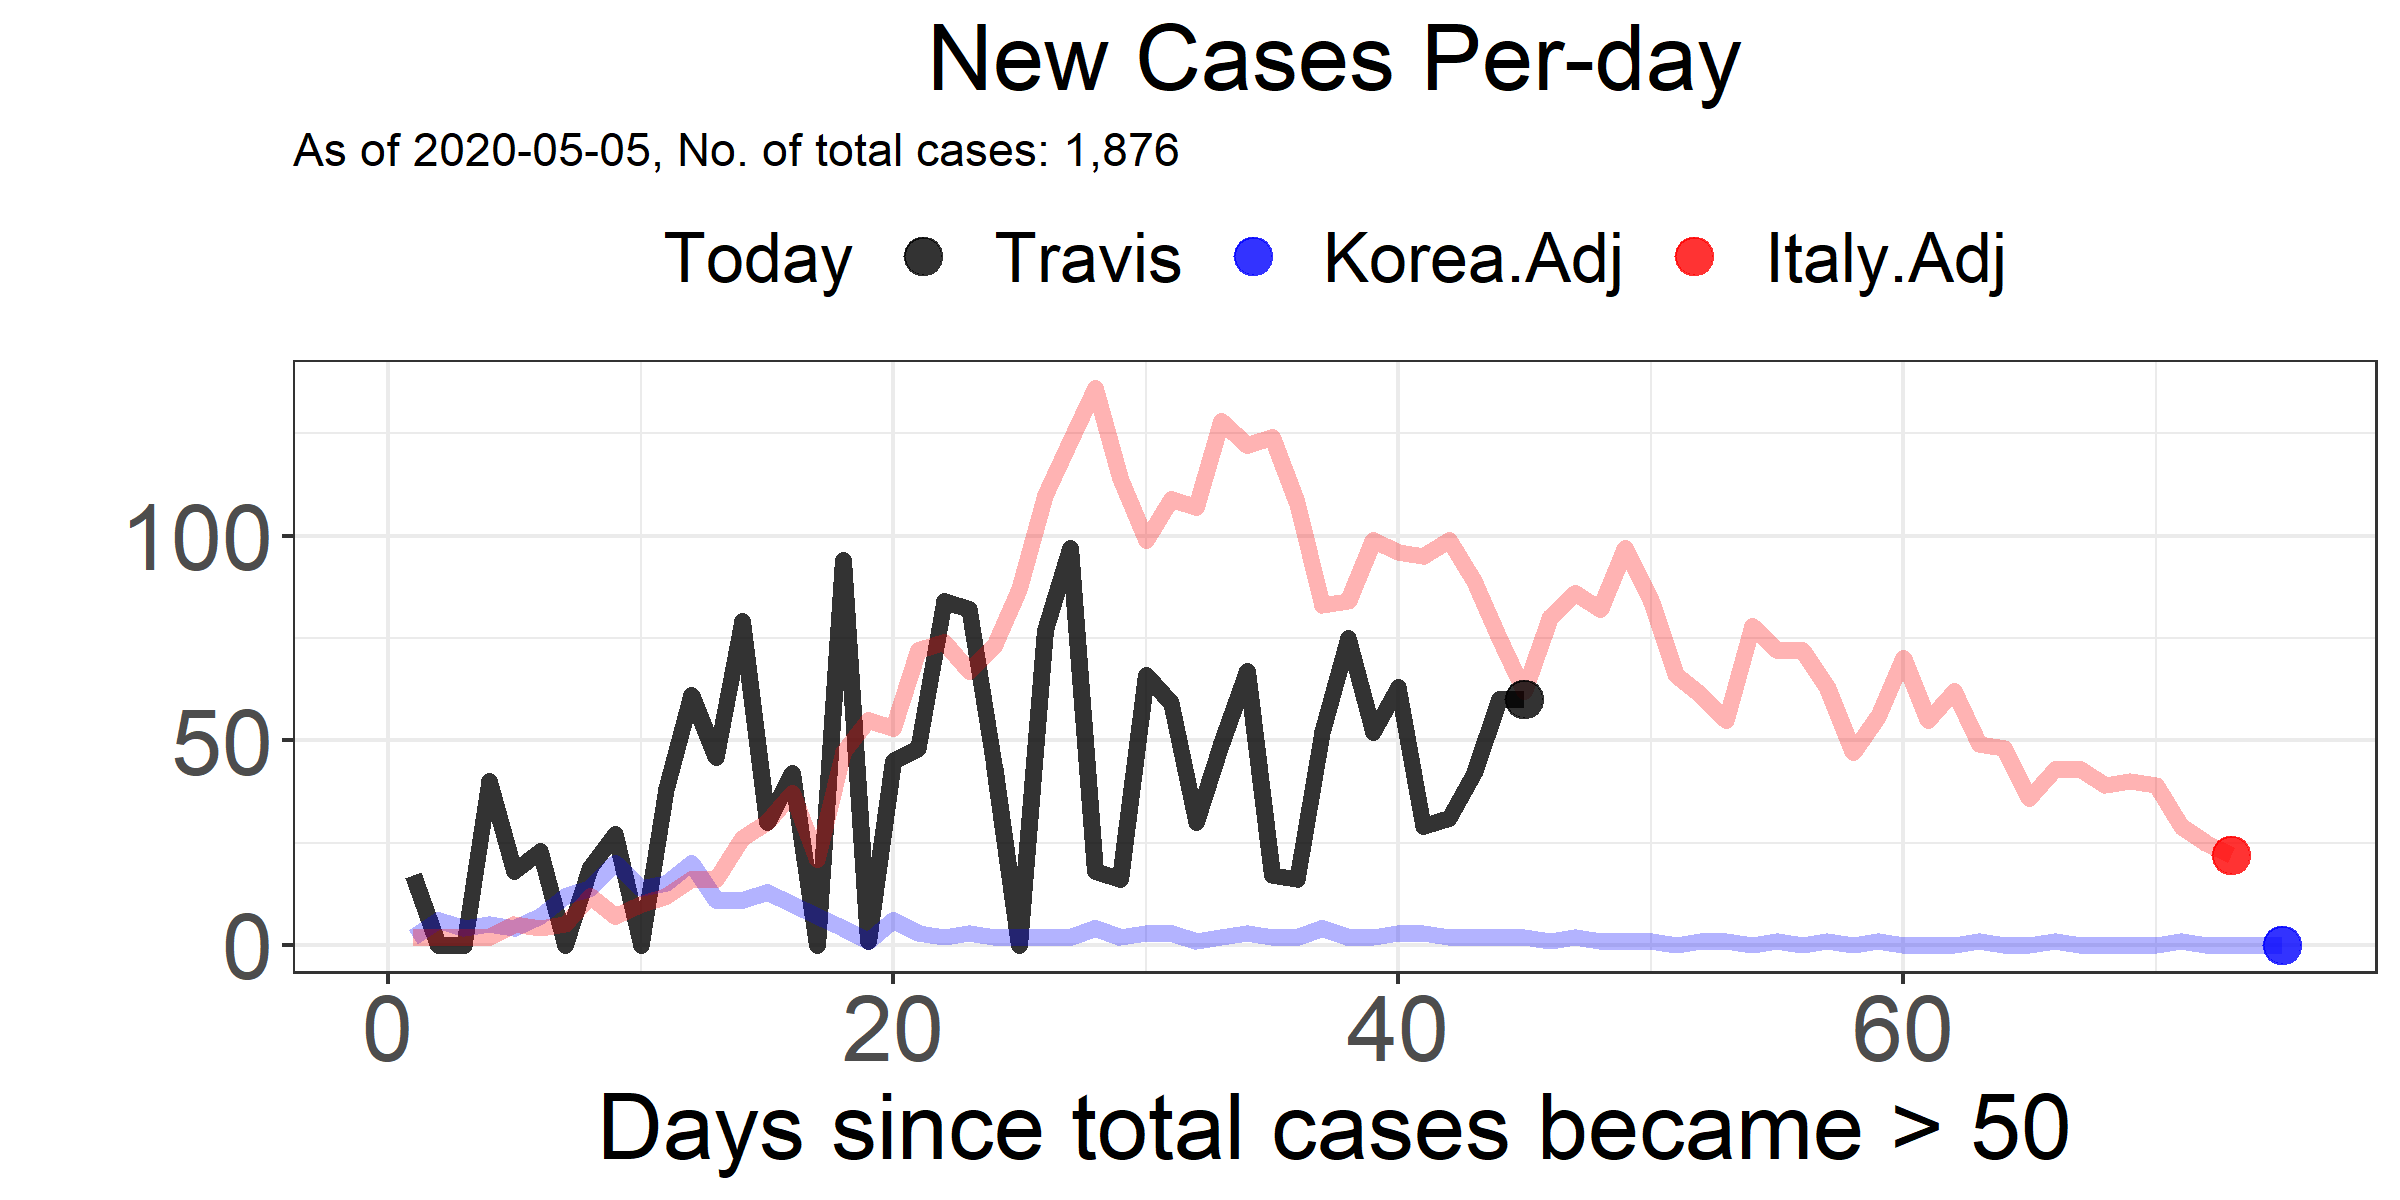 New Cases Per-day
As of 2020-05-05, No. of total cases: 1,876
Today Travis Korea.Adj Italy.Adj
100
50
0
0 20 40 60
Days since total cases became > 50